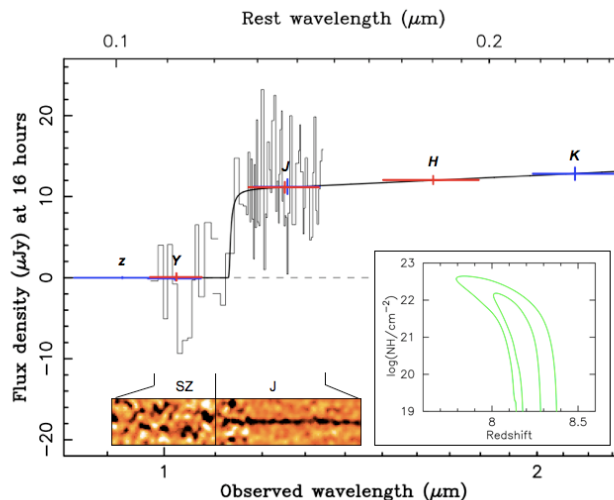 Rest wavelength (μm)
0.1 0.2
Flux density (μJy) at 16 hours
20
10
0
−10
−20
z Y J H K
SZ J
log(NH/cm⁻²)
23
22
21
20
19
8 8.5
Redshift
1 2
Observed wavelength (μm)